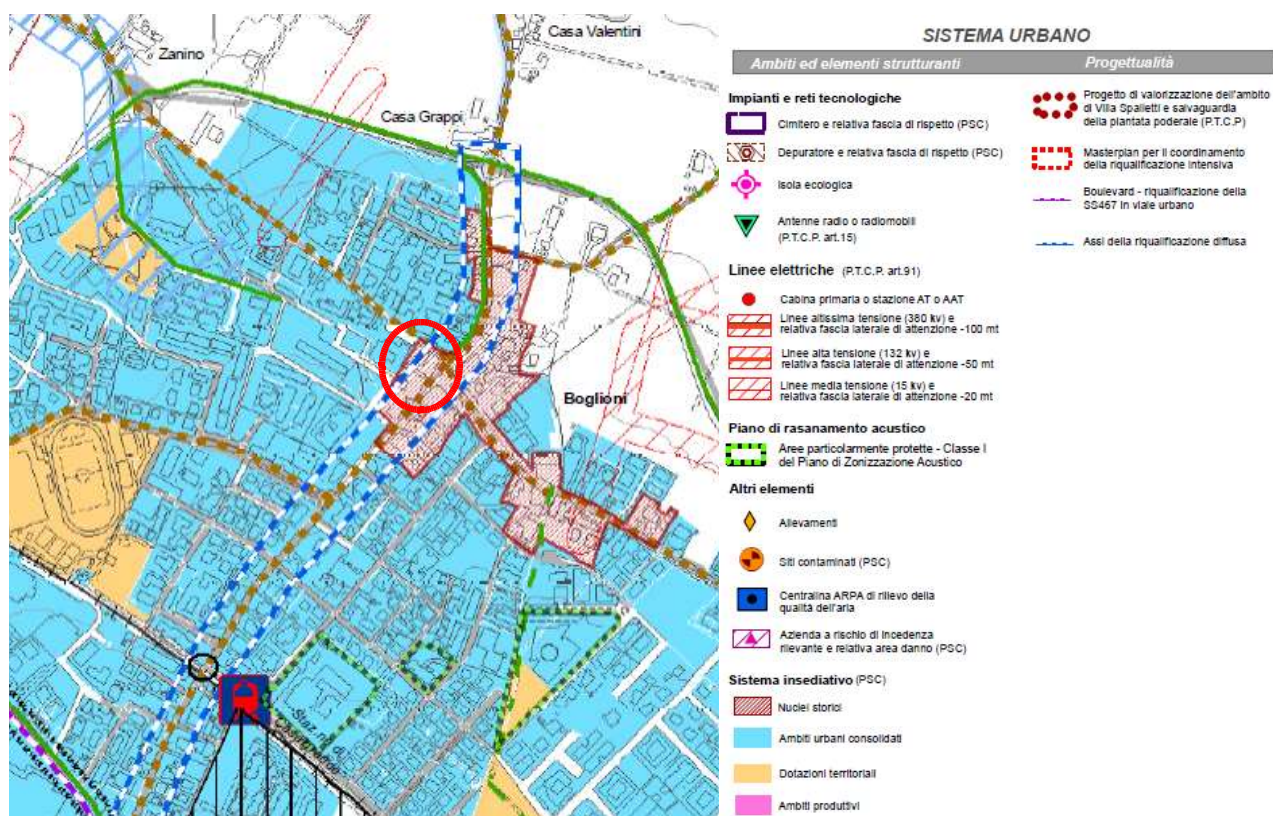 Zanino
Casa Valentini
Casa Grappi
Boglioni
SISTEMA URBANO
Ambiti ed elementi strutturanti
Progettualità
Impianti e reti tecnologiche
Cimitero e relativa fascia di rispetto (PSC)
Depuratore e relativa fascia di rispetto (PSC)
Isola ecologica
Antenne radio o radiomobili
(P.T.C.P. art.15)
Linee elettriche (P.T.C.P. art.91)
Cabina primaria o stazione AT o AAT
Linee altissima tensione (380 kv) e
relativa fascia laterale di attenzione -100 mt
Linee alta tensione (132 kv) e
relativa fascia laterale di attenzione -50 mt
Linee media tensione (15 kv) e
relativa fascia laterale di attenzione -20 mt
Piano di rasanamento acustico
Aree particolarmente protette - Classe I
del Piano di Zonizzazione Acustico
Altri elementi
Allevamenti
Siti contaminati (PSC)
Centralina ARPA di rilievo della
qualità dell'aria
Azienda a rischio di incedenza
rilevante e relativa area danno (PSC)
Sistema insediativo (PSC)
Nuclei storici
Ambiti urbani consolidati
Dotazioni territoriali
Ambiti produttivi
Progetto di valorizzazione dell'ambito
di Villa Spalletti e salvaguardia
della plantata poderale (P.T.C.P)
Masterplan per il coordinamento
della riqualificazione intensiva
Boulevard - riqualificazione della
SS467 in viale urbano
Assi della riqualificazione diffusa